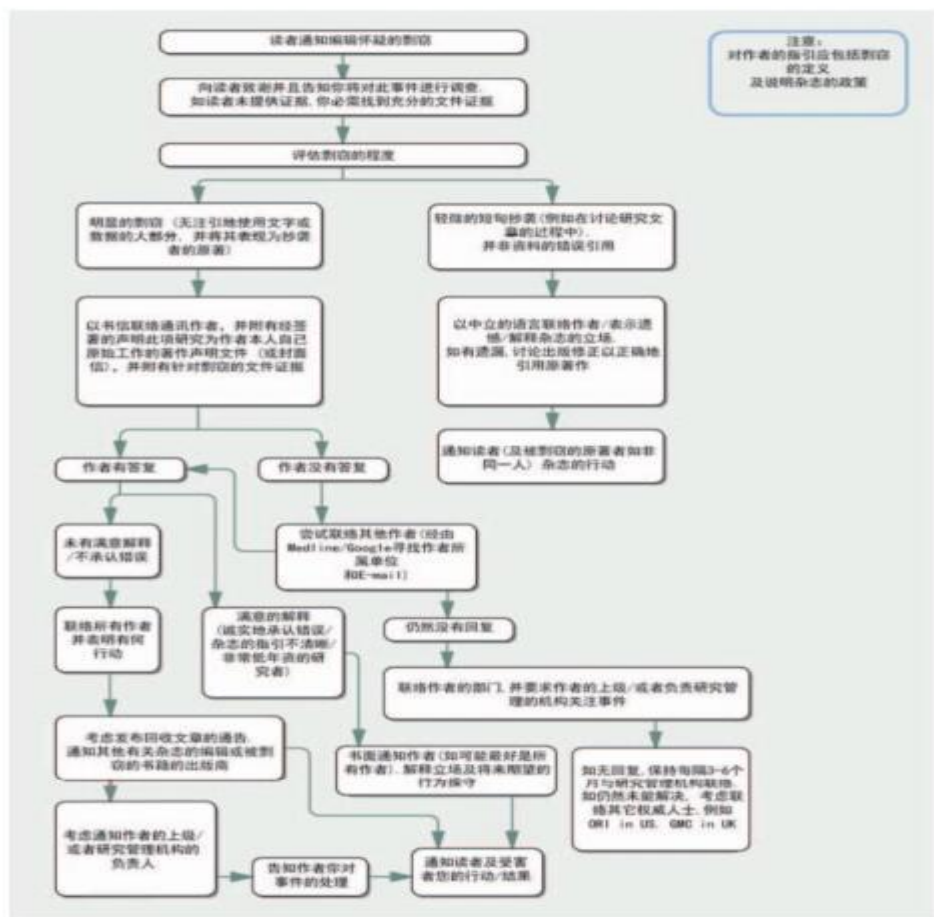 读者通知编辑怀疑的剽窃
注意:
对作者的指引应包括剽窃
的定义
及说明杂志的政策
向读者致谢并且告知你将对此事件进行调查.
如读者未提供证据,你必需找到充分的文件证据
评估剽窃的程度
明显的剽窃 (无注引地使用文字或
数据的大部分, 并将其表现为抄袭
者的原著)
轻微的短句抄袭(例如在讨论研究文
章的过程中).
并非资料的错误引用
以书信联络通讯作者, 并附有经签
署的声明此项研究为作者本人自己
原始工作的著作声明文件 (或封面
信), 并附有针对剽窃的文件证据
以中立的语言联络作者/表示遗
憾/解释杂志的立场.
如有遗漏,讨论出版修正以正确地
引用原著作
通知读者(及被剽窃的原著者如非
同一人) 杂志的行动
作者有答复
作者没有答复
未有满意解释
/不承认错误
尝试联络其他作者(经由
Medline/Google寻找作者所
属单位
和E-mail)
联络所有作者
并表明有何
行动
满意的解释
(诚实地承认错误/
杂志的指引不清晰/
非常低年资的研
究者)
仍然没有回复
联络作者的部门,并要求作者的上级/或者负责研究管
理的机构关注事件
考虑发布回收文章的通告.
通知其他有关杂志的编辑或被剽
窃的书籍的出版商
书面通知作者(如可能最好是所
有作者).解释立场及将来期望的
行为操守
如无回复,保持每隔3-6个
月与研究管理机构联络.
如仍然未能解决, 考虑联
络其它权威人士.例如
ORI in US. GMC in UK
考虑通知作者的上级/
或者研究管理机构的
负责人
告知作者你对
事件的处理
通知读者及受害
者您的行动/结果